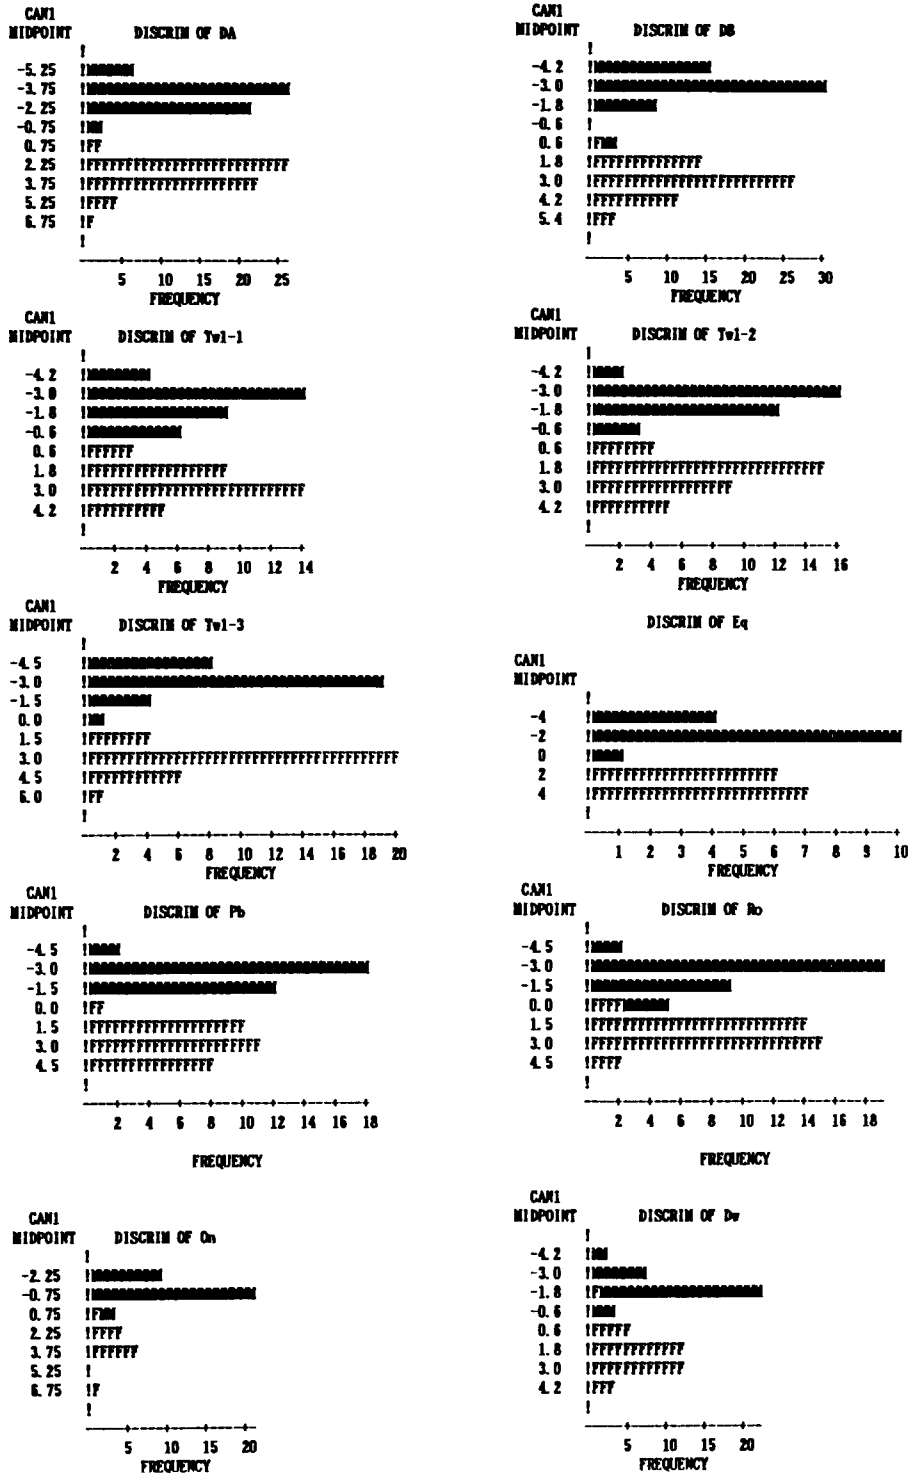 CAN1
MIDPOINT DISCRIM OF DA
-5.25
-3.75
-2.25
-0.75 !MM
0.75 !FF
2.25 !FFFFFFFFFFFFFFFFFFFFFFFFFF
3.75 !FFFFFFFFFFFFFFFFFFFFFF
5.25 !FFFF
6.75 !F
5 10 15 20 25
FREQUENCY
CAN1
MIDPOINT DISCRIM OF DB
-4.2
-3.0
-1.8
-0.6 !
0.6 !FMM
1.8 !FFFFFFFFFFFFFF
3.0 !FFFFFFFFFFFFFFFFFFFFFFFFFF
4.2 !FFFFFFFFFFF
5.4 !FFF
5 10 15 20 25 30
FREQUENCY
CAN1
MIDPOINT DISCRIM OF Tw1-1
-4.2
-3.0
-1.8
-0.6
0.6 !FFFFFF
1.8 !FFFFFFFFFFFFFFFFFF
3.0 !FFFFFFFFFFFFFFFFFFFFFFFFFFFF
4.2 !FFFFFFFFFF
2 4 6 8 10 12 14
FREQUENCY
CAN1
MIDPOINT DISCRIM OF Tw1-2
-4.2
-3.0
-1.8
-0.6
0.6 !FFFFFFFF
1.8 !FFFFFFFFFFFFFFFFFFFFFFFFFFFFFF
3.0 !FFFFFFFFFFFFFFFFFF
4.2 !FFFFFFFFFF
2 4 6 8 10 12 14 16
FREQUENCY
CAN1
MIDPOINT DISCRIM OF Tw1-3
-4.5
-3.0
-1.5
0.0 !MM
1.5 !FFFFFFFF
3.0 !FFFFFFFFFFFFFFFFFFFFFFFFFFFFFFFFFFFFFFFF
4.5 !FFFFFFFFFFFF
6.0 !FF
2 4 6 8 10 12 14 16 18 20
FREQUENCY
DISCRIM OF Eq
CAN1
MIDPOINT
-4
-2
0
2 !FFFFFFFFFFFFFFFFFFFFFFFF
4 !FFFFFFFFFFFFFFFFFFFFFFFFFFFF
1 2 3 4 5 6 7 8 9 10
FREQUENCY
CAN1
MIDPOINT DISCRIM OF Pb
-4.5
-3.0
-1.5
0.0 !FF
1.5 !FFFFFFFFFFFFFFFFFFFF
3.0 !FFFFFFFFFFFFFFFFFFFFFF
4.5 !FFFFFFFFFFFFFFFF
2 4 6 8 10 12 14 16 18
FREQUENCY
CAN1
MIDPOINT DISCRIM OF Ro
-4.5
-3.0
-1.5
0.0
1.5 !FFFFFFFFFFFFFFFFFFFFFFFFFFFF
3.0 !FFFFFFFFFFFFFFFFFFFFFFFFFFFFFF
4.5 !FFFF
2 4 6 8 10 12 14 16 18
FREQUENCY
CAN1
MIDPOINT DISCRIM OF On
-2.25
-0.75
0.75 !FMM
2.25 !FFFF
3.75 !FFFFFF
5.25 !
6.75 !F
5 10 15 20
FREQUENCY
CAN1
MIDPOINT DISCRIM OF Dw
-4.2 !MM
-3.0
-1.8
-0.6 !MMM
0.6 !FFFFF
1.8 !FFFFFFFFFFFF
3.0 !FFFFFFFFFFFF
4.2 !FFF
5 10 15 20
FREQUENCY